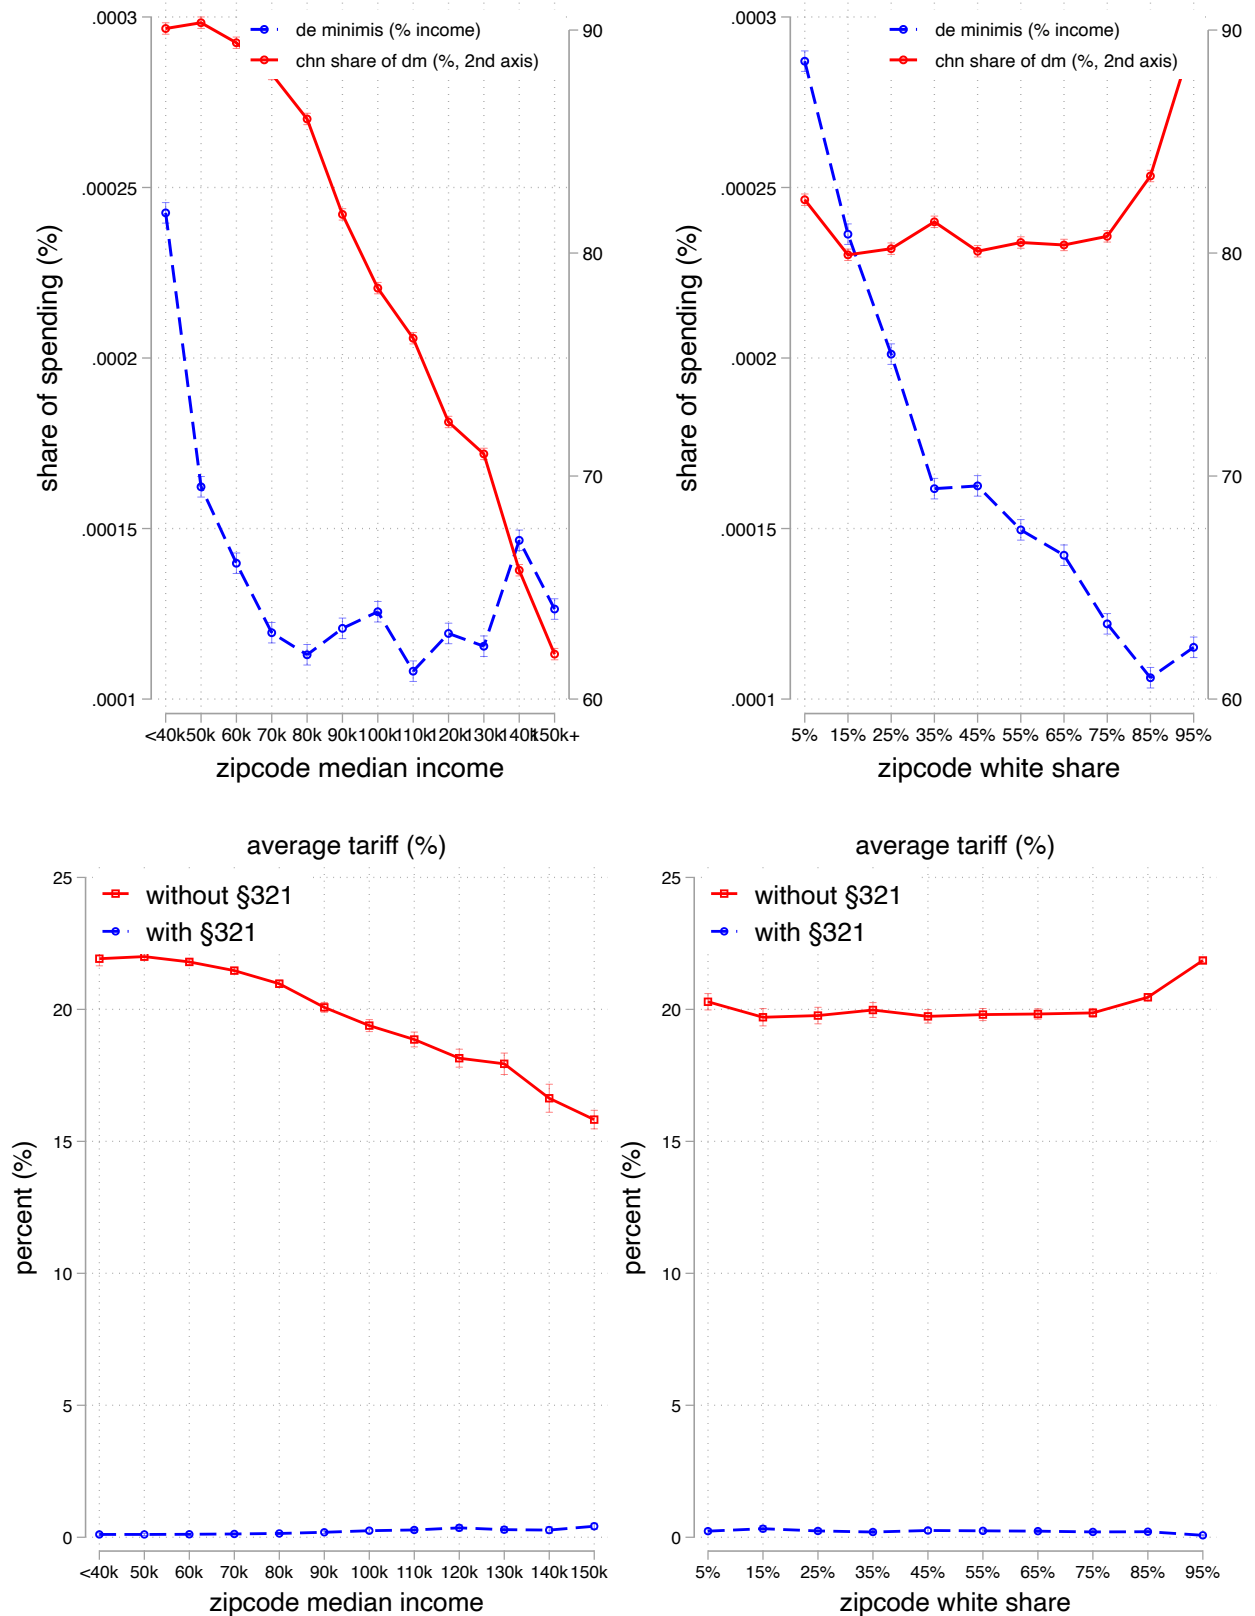 de minimis (% income)
chn share of dm (%, 2nd axis)
.0003
.00025
.0002
.00015
.0001
share of spending (%)
90
80
70
60
<40k 50k 60k 70k 80k 90k 100k 110k 120k 130k 140k 150k+
zipcode median income
de minimis (% income)
chn share of dm (%, 2nd axis)
.0003
.00025
.0002
.00015
.0001
share of spending (%)
90
80
70
60
5% 15% 25% 35% 45% 55% 65% 75% 85% 95%
zipcode white share
average tariff (%)
without §321
with §321
25
20
15
10
5
0
percent (%)
<40k 50k 60k 70k 80k 90k 100k 110k 120k 130k 140k 150k
zipcode median income
average tariff (%)
without §321
with §321
25
20
15
10
5
0
percent (%)
5% 15% 25% 35% 45% 55% 65% 75% 85% 95%
zipcode white share